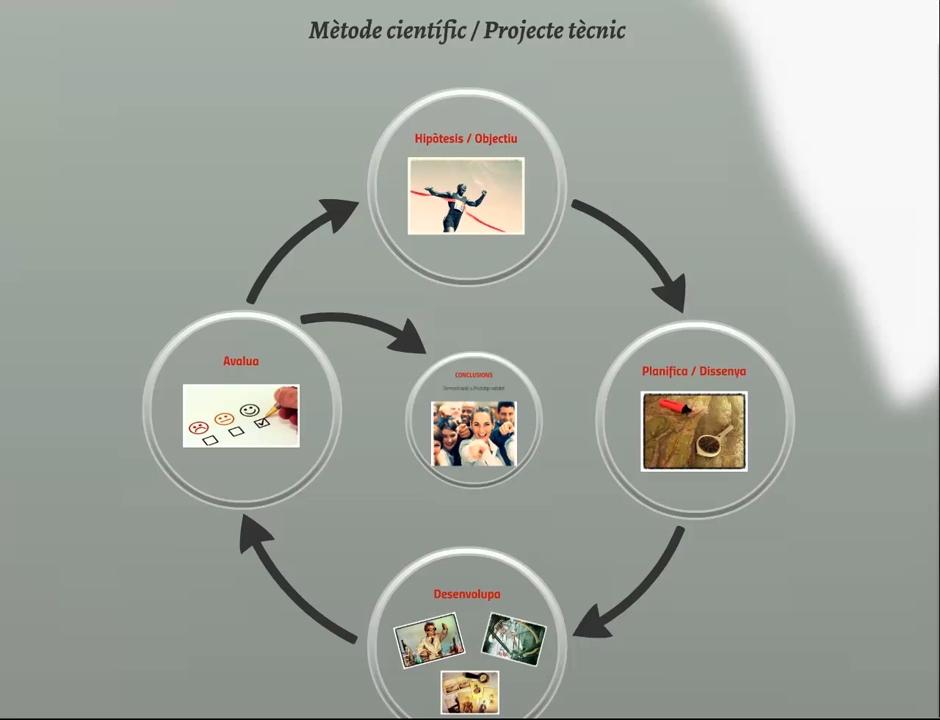 Mètode científic / Projecte tècnic
Hipòtesis / Objectiu
Avalua
CONCLUSIONS
Planifica / Dissenya
Desenvolupa